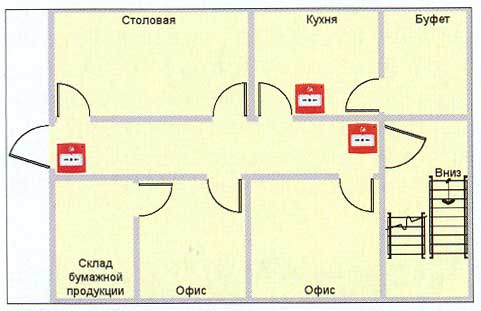 Столовая
Кухня
Буфет
Вниз
Склад
бумажной
продукции
Офис
Офис